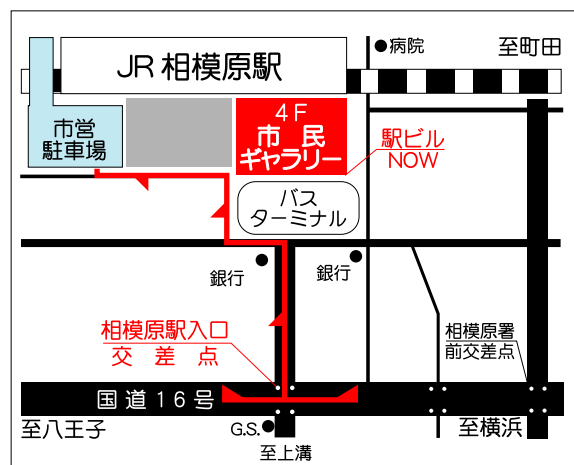 病院
至町田
JR相模原駅
市営
駐車場
4F
市民
ギャラリー
駅ビル
NOW
バス
ターミナル
銀行
銀行
相模原駅入口
交差点
相模原署
前交差点
国道16号
至八王子
G.S.
至上溝
至横浜